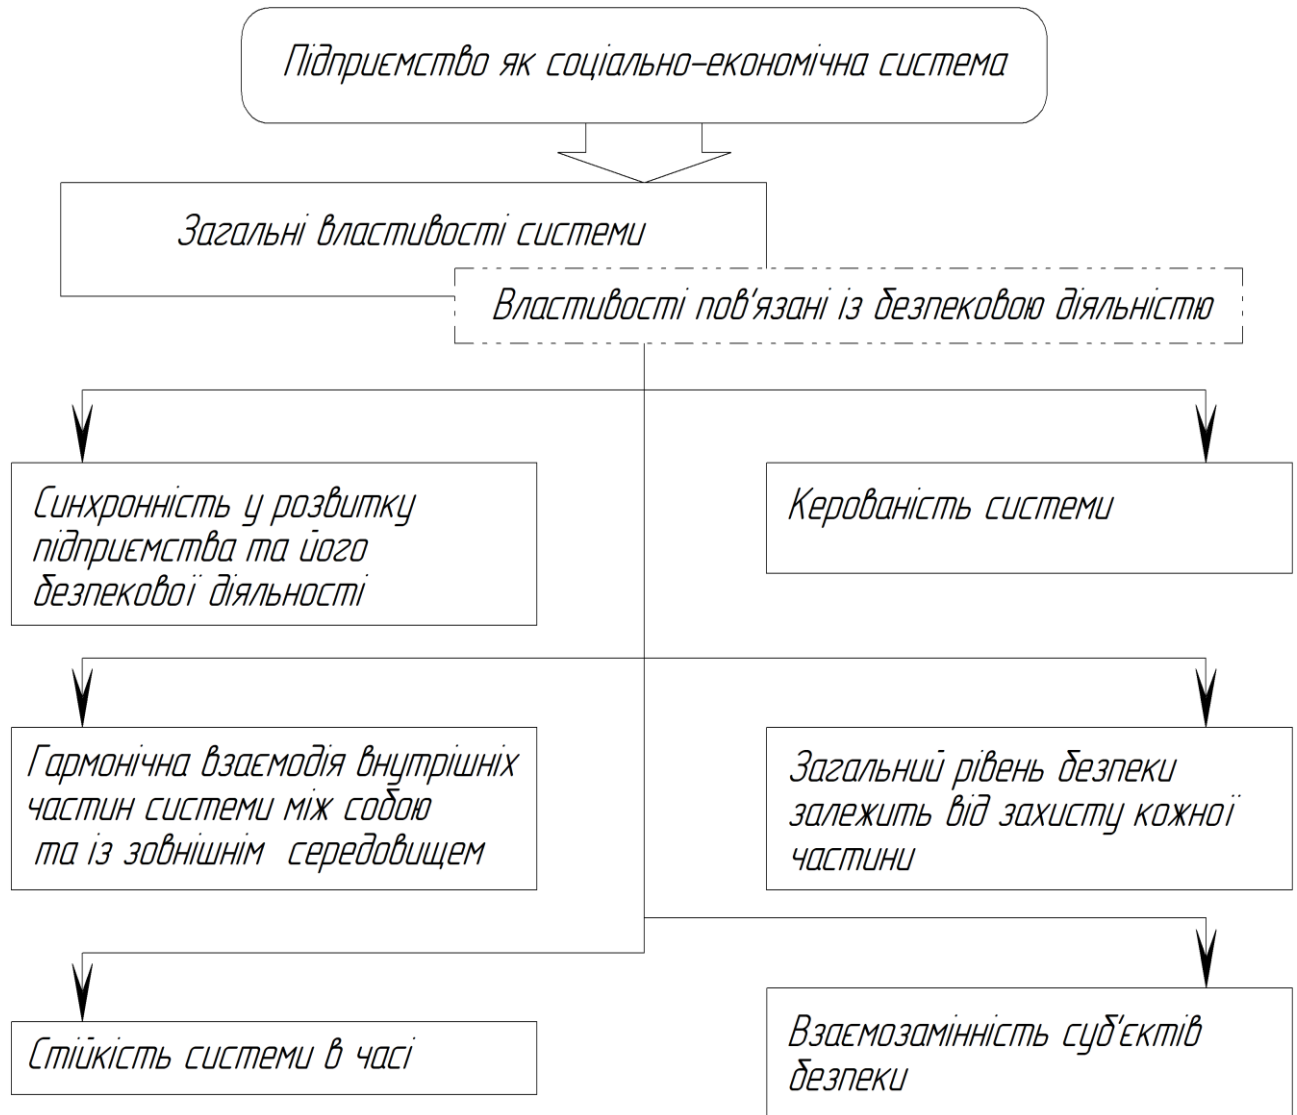 Підприємство як соціально-економічна система
Загальні властивості системи
Властивості пов'язані із безпековою діяльністю
Синхронність у розвитку
підприємства та його
безпекової діяльності
Керованість системи
Гармонічна взаємодія внутрішніх
частин системи між собою
та із зовнішнім середовищем
Загальний рівень безпеки
залежить від захисту кожної
частини
Стійкість системи в часі
Взаємозамінність суб'єктів
безпеки